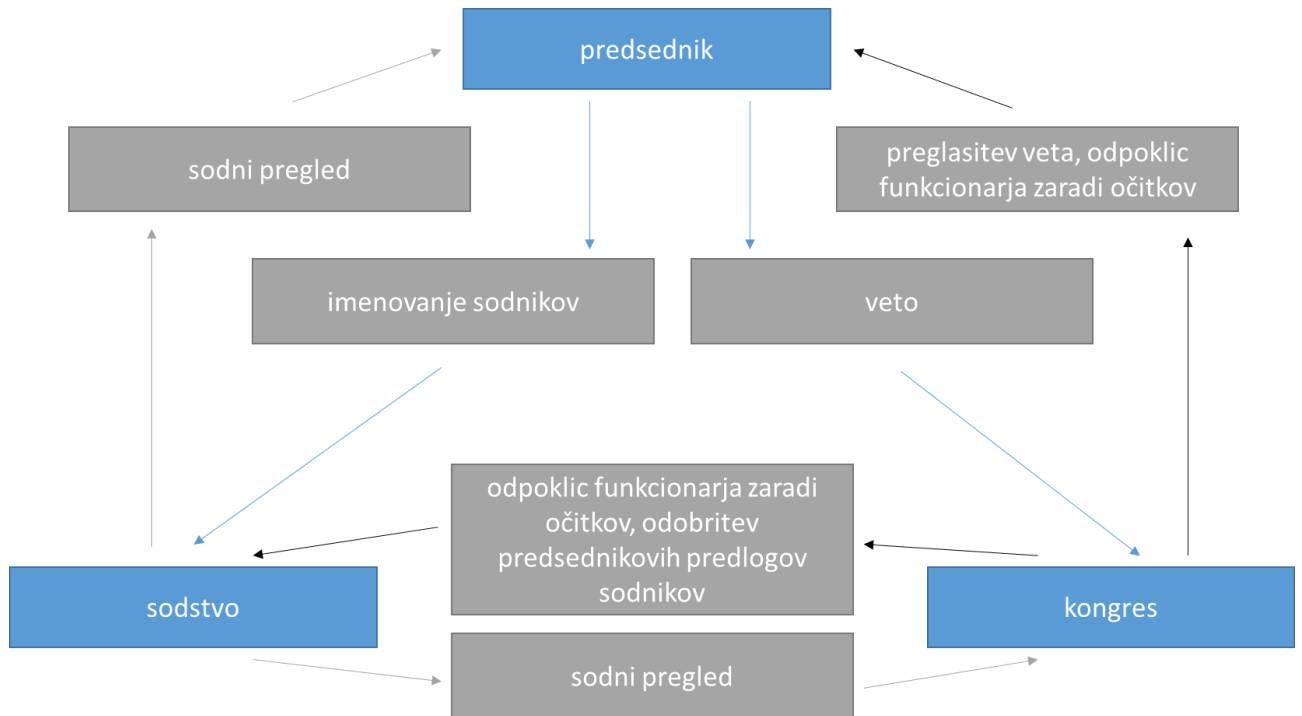 predsednik
sodni pregled
preglasitev veta, odpoklic
funkcionarja zaradi očitkov
imenovanje sodnikov
veto
odpoklic funkcionarja zaradi
očitkov, odobritev
predsednikovih predlogov
sodnikov
sodstvo
kongres
sodni pregled